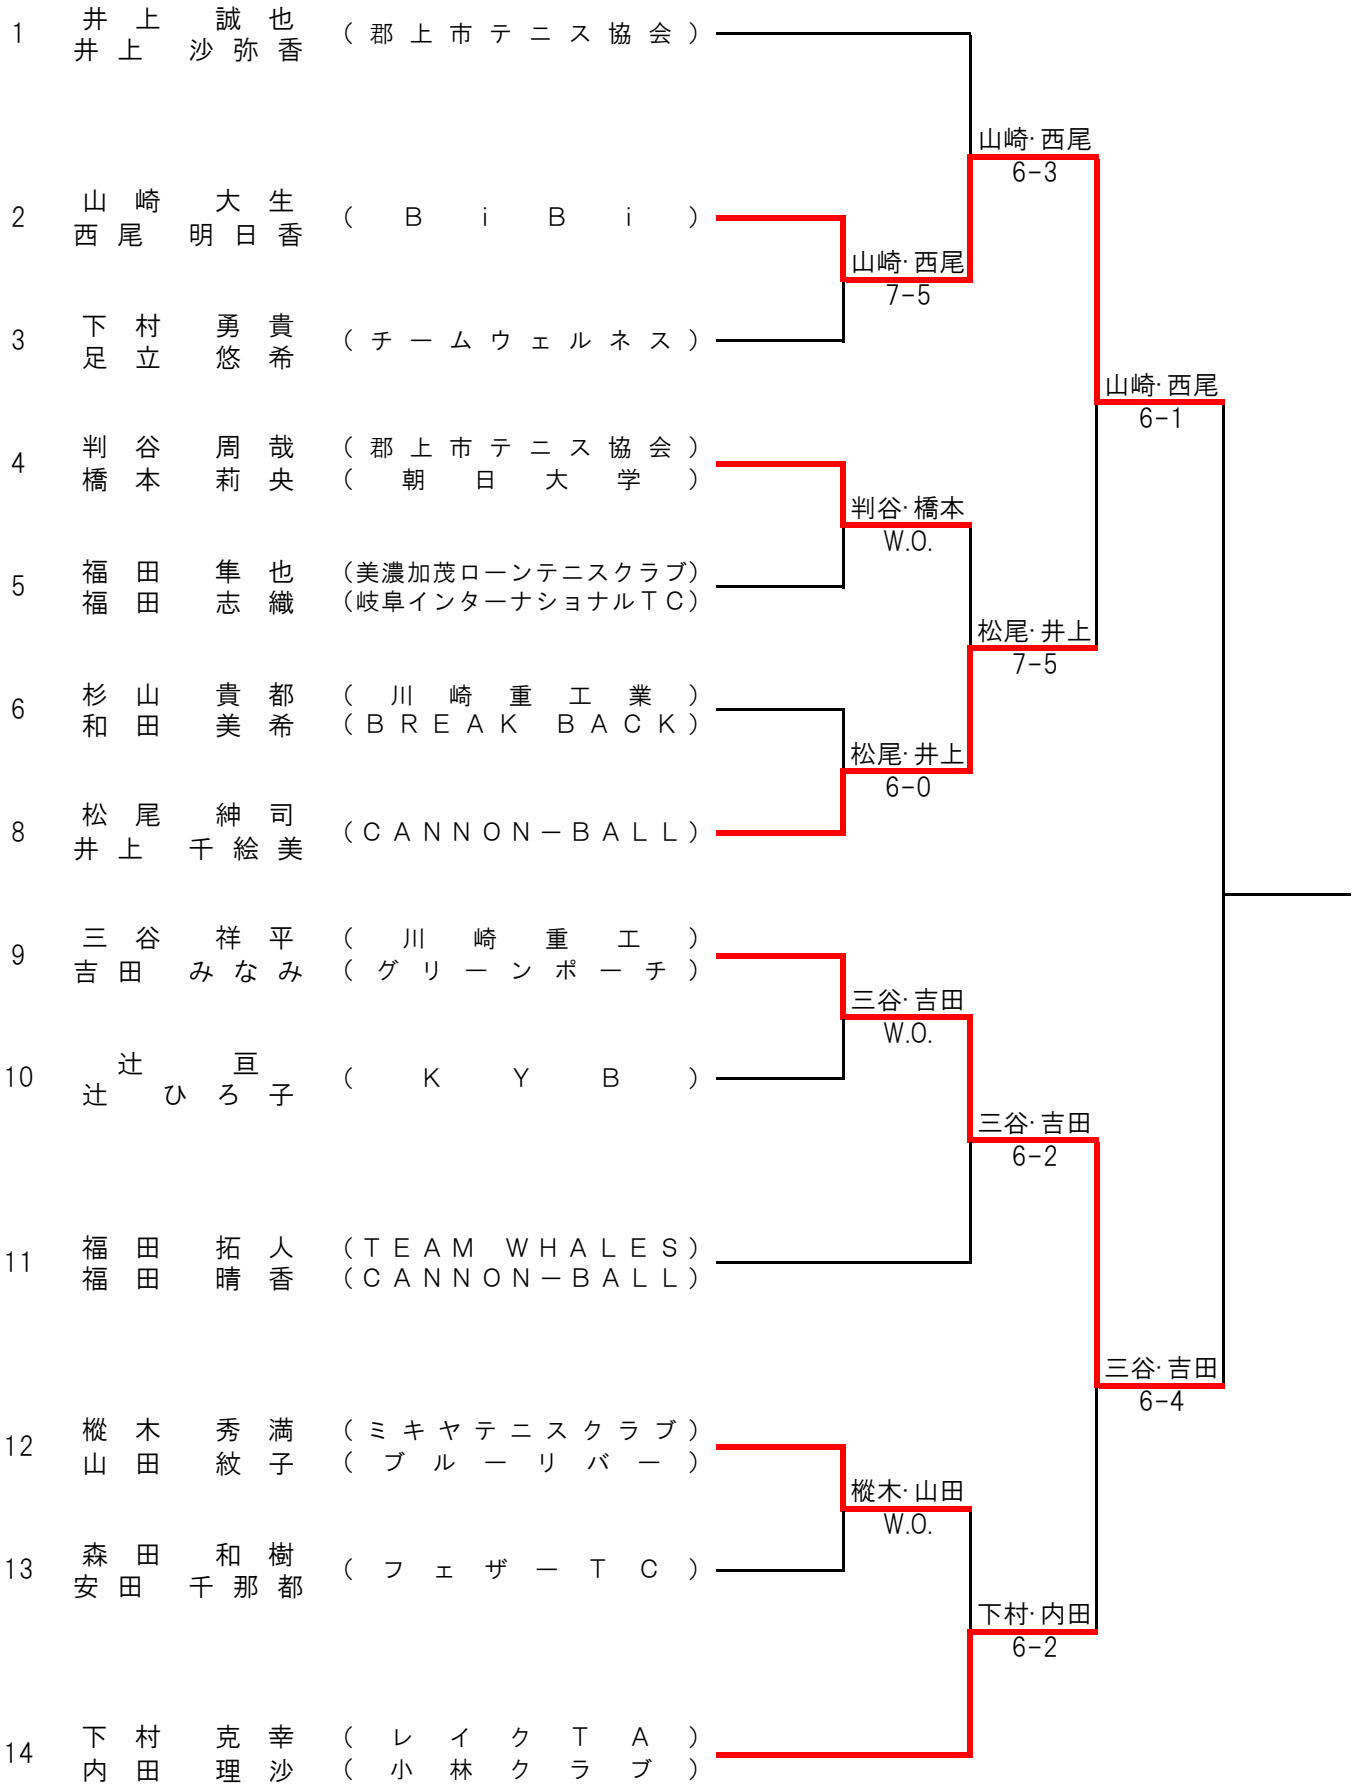 1 井上 誠也 (郡上市テニス協会)
井上 沙弥香
山崎・西尾
6-3
2 山崎 大生 (BiBi)
西尾 明日香
山崎・西尾
7-5
3 下村 勇貴 (チームウェルネス)
足立 悠希
山崎・西尾
6-1
4 判谷 周哉 (郡上市テニス協会)
橋本 莉央 (朝日大学)
判谷・橋本
W.O.
5 福田 隼也 (美濃加茂ローンテニスクラブ)
福田 志織 (岐阜インターナショナルTC)
松尾・井上
7-5
6 杉山 貴都 (川崎重工業)
和田 美希 (BREAK BACK)
松尾・井上
6-0
8 松尾 紳司 (CANNON-BALL)
井上 千絵美
9 三谷 祥平 (川崎重工)
吉田 みなみ (グリーンポーチ)
三谷・吉田
W.O.
10 辻 亘 (KYB)
辻 ひろ子
三谷・吉田
6-2
11 福田 拓人 (TEAM WHALES)
福田 晴香 (CANNON-BALL)
三谷・吉田
6-4
12 樅木 秀満 (ミキヤテニスクラブ)
山田 紋子 (ブルーリバー)
樅木・山田
W.O.
13 森田 和樹 (フェザーTC)
安田 千那都
下村・内田
6-2
14 下村 克幸 (レイクTA)
内田 理沙 (小林クラブ)